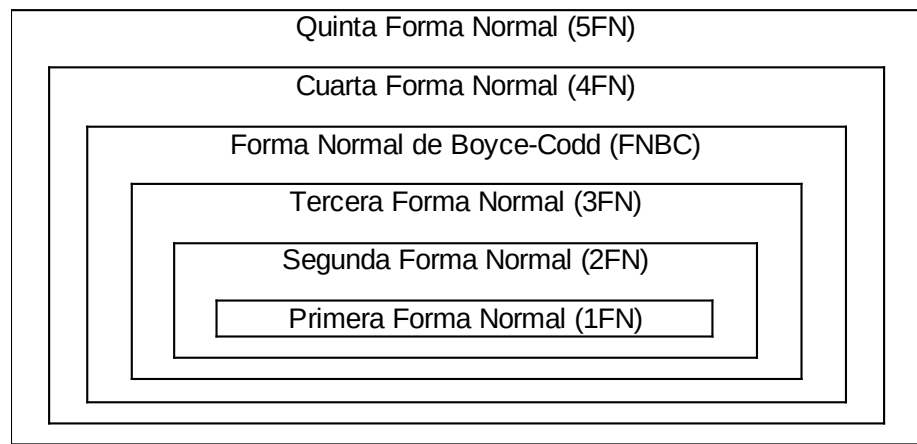 Quinta Forma Normal (5FN)
Cuarta Forma Normal (4FN)
Forma Normal de Boyce-Codd (FNBC)
Tercera Forma Normal (3FN)
Segunda Forma Normal (2FN)
Primera Forma Normal (1FN)